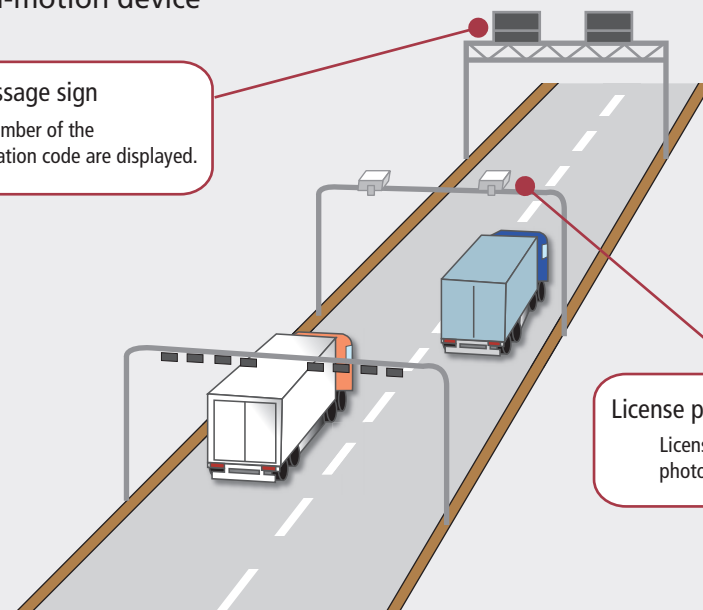 -motion device
ssage sign
mber of the
ation code are displayed.
License p
Licens
photo